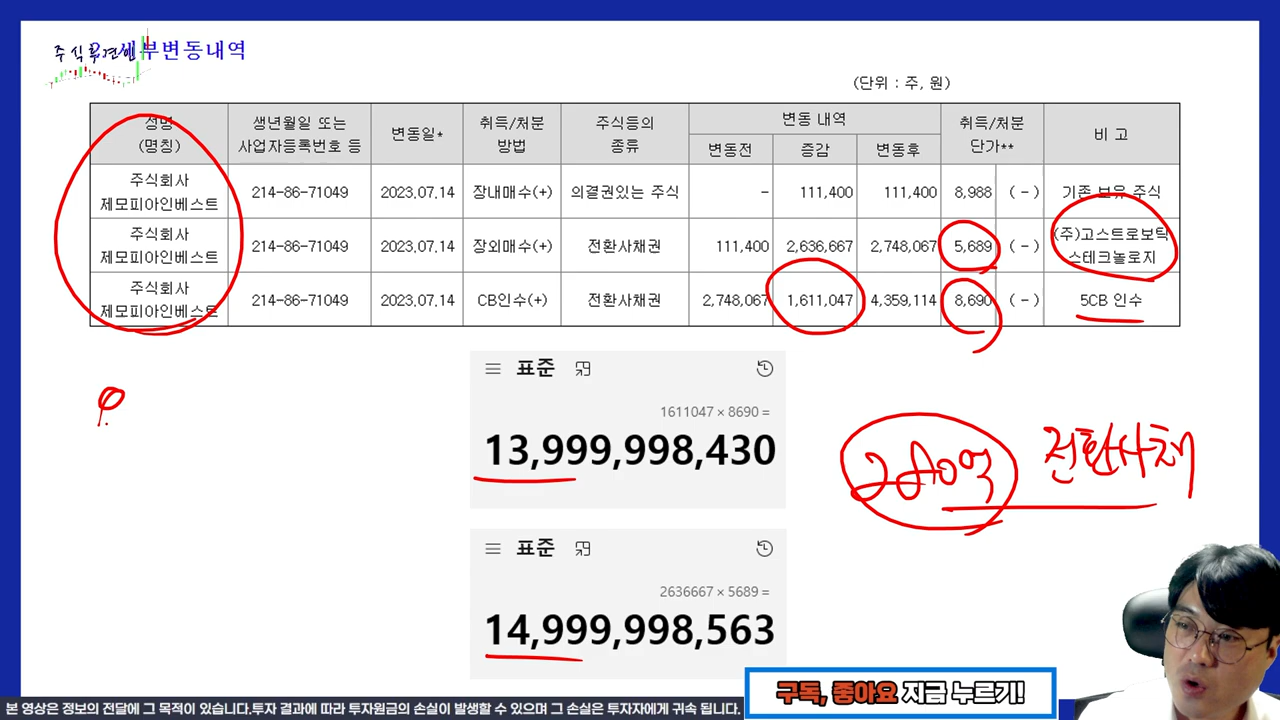 주식루견엔 세부변동내역
(단위 : 주, 원)
성명 (명칭) 생년월일 또는 사업자등록번호 등 변동일* 취득/처분 방법 주식등의 종류 변동 내역 취득/처분 단가** 비 고
변동전 증감 변동후
주식회사 제모피아인베스트 214-86-71049 2023.07.14 장내매수(+) 의결권있는 주식 - 111,400 111,400 8,988 (-) 기존 보유 주식
주식회사 제모피아인베스트 214-86-71049 2023.07.14 장외매수(+) 전환사채권 111,400 2,636,667 2,748,067 5,689 (-) (주)고스트로보틱스테크놀로지
주식회사 제모피아인베스트 214-86-71049 2023.07.14 CB인수(+) 전환사채권 2,748,067 1,611,047 4,359,114 8,690 (-) 5CB 인수
표준
1611047 × 8690 =
13,999,998,430
280억 전환사채
표준
2636667 × 5689 =
14,999,998,563
구독, 좋아요 지금 누르기!
본 영상은 정보의 전달에 그 목적이 있습니다.투자 결과에 따라 투자원금의 손실이 발생할 수 있으며 그 손실은 투자자에게 귀속 됩니다.